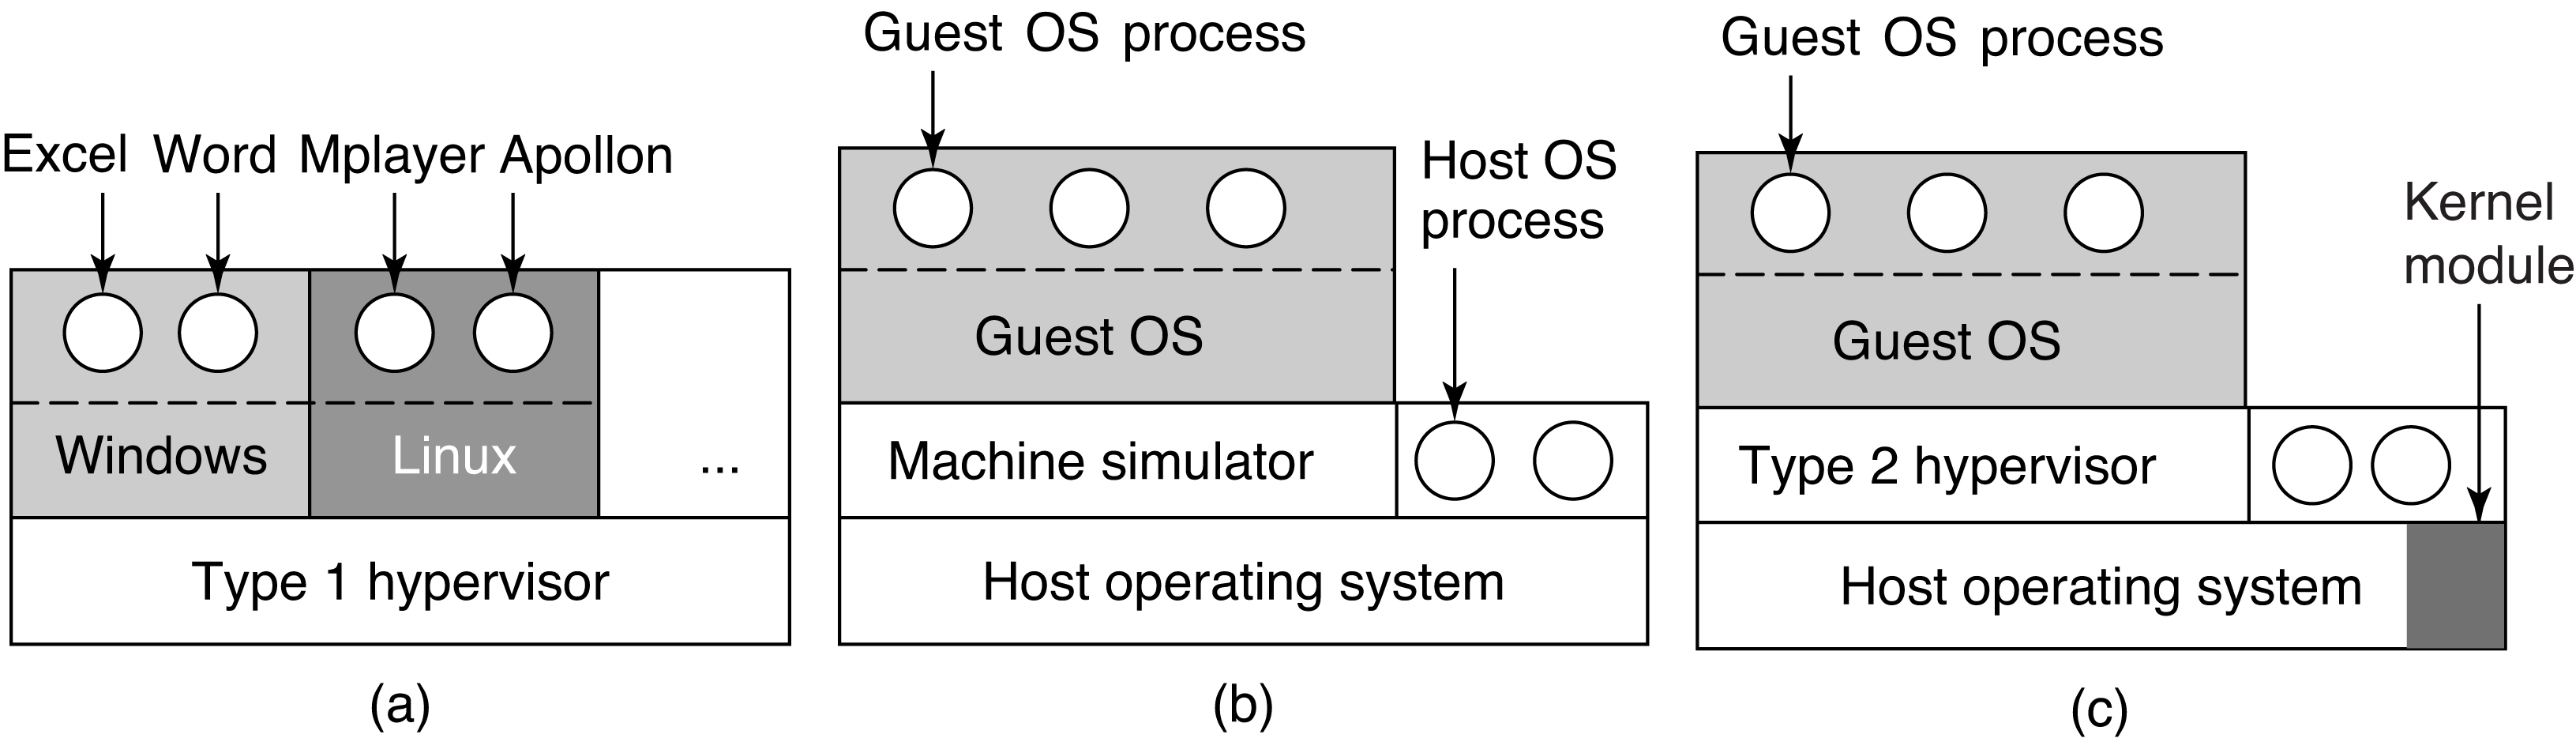 Excel Word Mplayer Apollon
Windows
Linux
...
Type 1 hypervisor
(a)
Guest OS process
Host OS
process
Guest OS
Machine simulator
Host operating system
(b)
Guest OS process
Kernel
module
Guest OS
Type 2 hypervisor
Host operating system
(c)